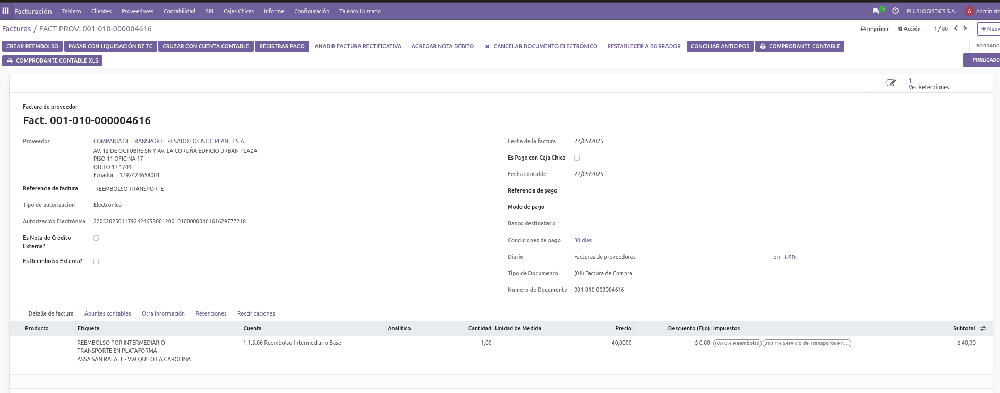 Facturación Tablero Clientes Proveedores Contabilidad SRI Cajas Chicas Informe Configuración Talento Humano 5 PLUSLOGISTICS S.A. A Administr
Facturas / FACT-PROV: 001-010-000004616 Imprimir Acción 1 / 80 Nuev
CREAR REEMBOLSO PAGAR CON LIQUIDACIÓN DE TC CRUZAR CON CUENTA CONTABLE REGISTRAR PAGO AÑADIR FACTURA RECTIFICATIVA AGREGAR NOTA DÉBITO CANCELAR DOCUMENTO ELECTRÓNICO RESTABLECER A BORRADOR CONCILIAR ANTICIPOS COMPROBANTE CONTABLE BORRADO
COMPROBANTE CONTABLE XLS PUBLICADO
1
Ver Retenciones
Factura de proveedor
Fact. 001-010-000004616
Proveedor COMPAÑIA DE TRANSPORTE PESADO LOGISTIC PLANET S.A.
AV. 12 DE OCTUBRE SN Y AV. LA CORUÑA EDFICIO URBAN PLAZA
PISO 11 OFICINA 17
QUITO 17 1701
Ecuador – 1792424658001
Referencia de factura REEMBOLSO TRANSPORTE
Tipo de autorizacion Electrónico
Autorización Electrónica 2205202501179242465800120010100000046161629777218
Es Nota de Credito
Externa?
Es Reembolso Externa?
Fecha de la factura 22/05/2025
Es Pago con Caja Chica
Fecha contable 22/05/2025
Referencia de pago ?
Modo de pago
Banco destinatario ?
Condiciones de pago 30 días
Diario Facturas de proveedores en USD
Tipo de Documento (01) Factura de Compra
Numero de Documento 001-010-000004616
Detalle de factura Apuntes contables Otra Información Retenciones Rectificaciones
Producto Etiqueta Cuenta Analítico Cantidad Unidad de Medida Precio Descuento (Fijo) Impuestos Subtotal
REEMBOLSO POR INTERMEDIARIO 1.1.5.06 Reembolso-Intermediario Base 1,00 40,0000 $ 0,00 IVA 0% Reembolso 310 1% Servicio de Transporte Pri... $ 40,00
TRANSPORTE EN PLATAFORMA
ASSA SAN RAFAEL - VW QUITO LA CAROLINA